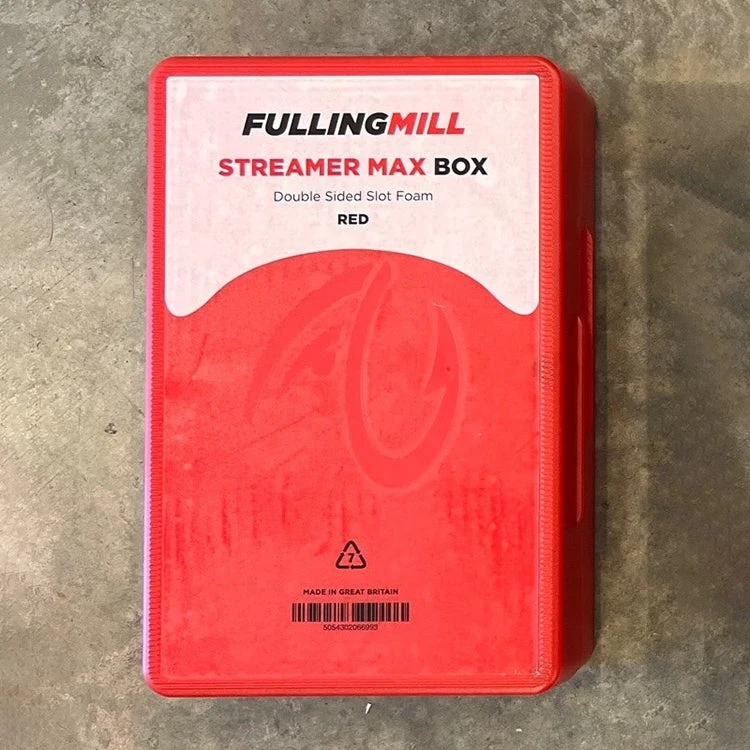 FULLINGMILL
STREAMER MAX BOX
Double Sided Slot Foam
RED
7
MADE IN GREAT BRITAIN
5054302066993